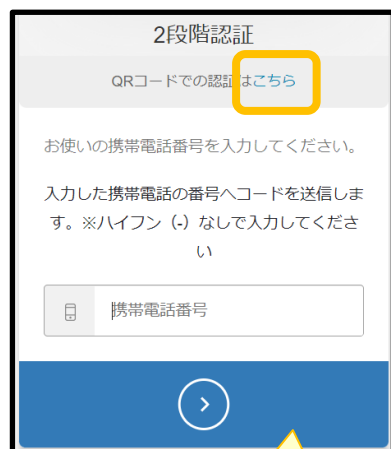 2段階認証
QRコードでの認証はこちら
お使いの携帯電話番号を入力してください。
入力した携帯電話の番号へコードを送信しま
す。※ハイフン（-）なしで入力してくださ
い
携帯電話番号